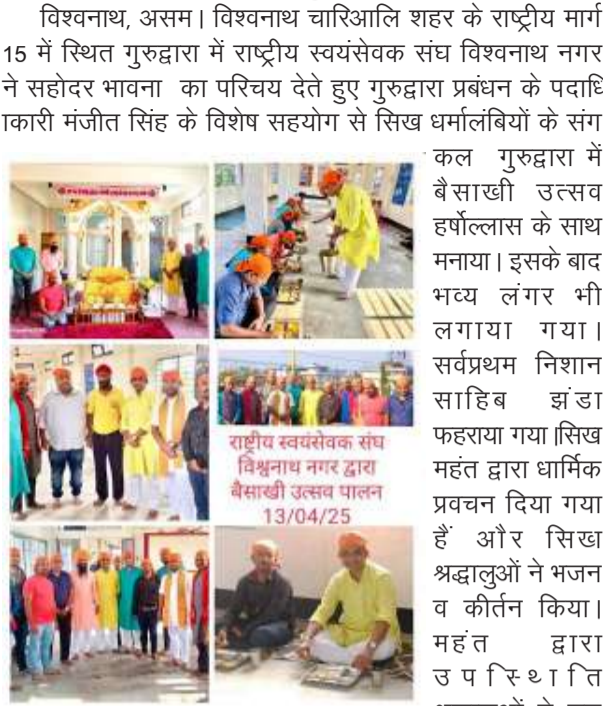 विश्वनाथ, असम। विश्वनाथ चारिआलि शहर के राष्ट्रीय मार्ग
15 में स्थित गुरुद्वारा में राष्ट्रीय स्वयंसेवक संघ विश्वनाथ नगर
ने सहोदर भावना का परिचय देते हुए गुरुद्वारा प्रबंधन के पदाधि
ाकारी मंजीत सिंह के विशेष सहयोग से सिख धर्मालंबियों के संग
कल गुरुद्वारा में
बैसाखी उत्सव
हर्षोल्लास के साथ
मनाया। इसके बाद
भव्य लंगर भी
लगाया गया।
सर्वप्रथम निशान
साहिब झंडा
फहराया गया।सिख
महंत द्वारा धार्मिक
प्रवचन दिया गया
हैं और सिख
श्रद्धालुओं ने भजन
व कीर्तन किया।
महंत द्वारा
उपस्थिाति
राष्ट्रीय स्वयंसेवक संघ
विश्वनाथ नगर द्वारा
बैसाखी उत्सव पालन
13/04/25